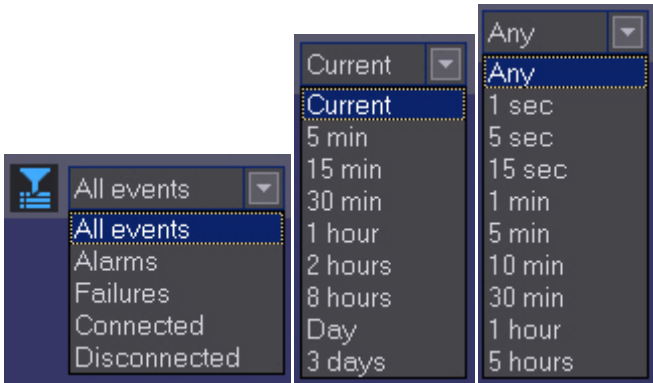 All events
All events
Alarms
Failures
Connected
Disconnected
Current
Current
5 min
15 min
30 min
1 hour
2 hours
8 hours
Day
3 days
Any
Any
1 sec
5 sec
15 sec
1 min
5 min
10 min
30 min
1 hour
5 hours